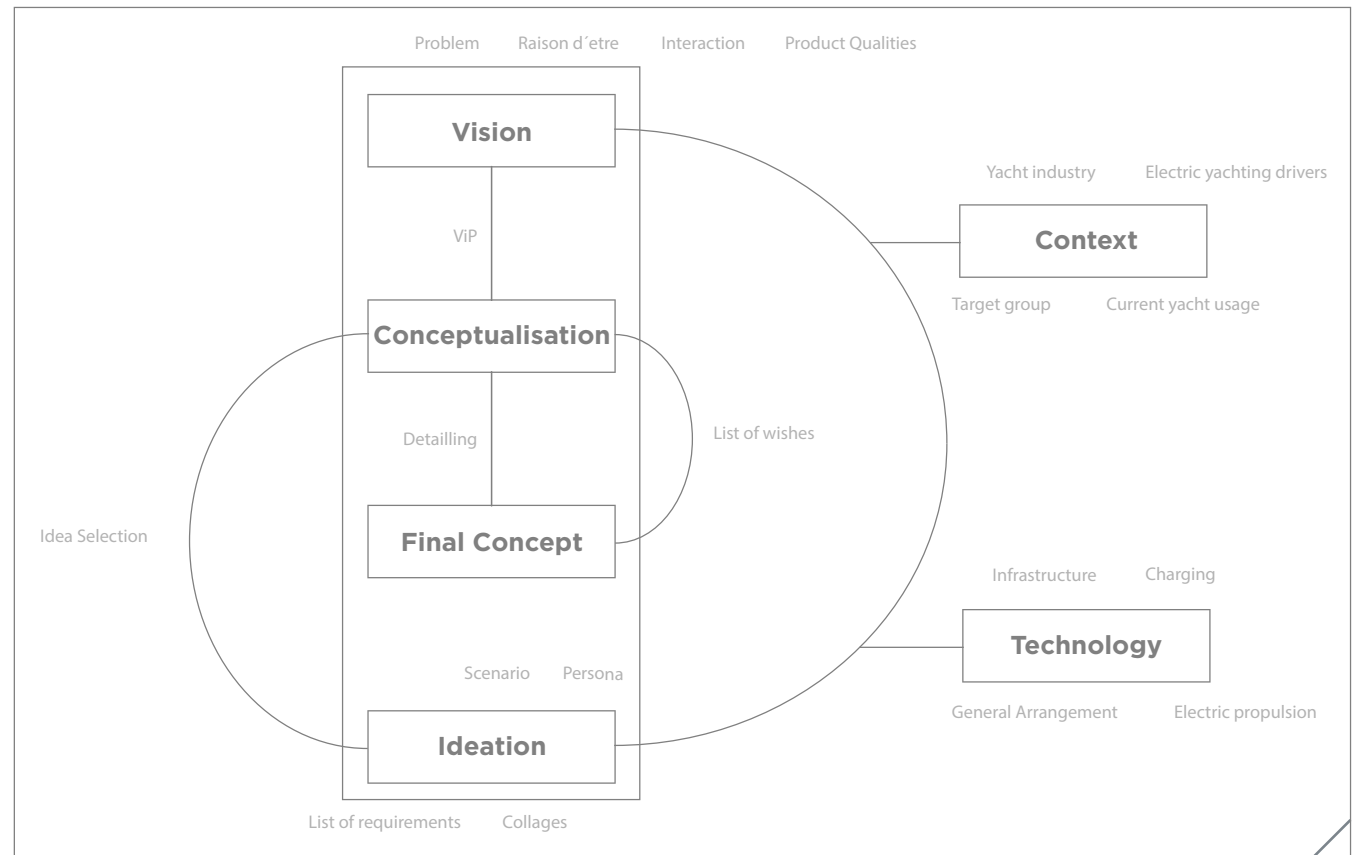 Problem Raison d´etre Interaction Product Qualities
Vision
Yacht industry Electric yachting drivers
ViP
Context
Target group Current yacht usage
Conceptualisation
Detailling
List of wishes
Idea Selection
Final Concept
Infrastructure Charging
Technology
Scenario Persona
General Arrangement Electric propulsion
Ideation
List of requirements Collages